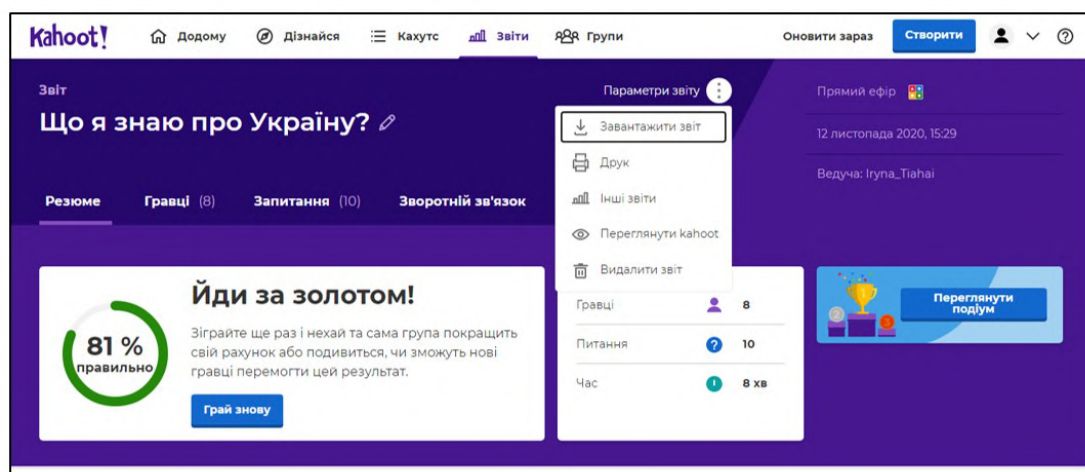 Kahoot!
Додому
Дізнайся
Кахутс
Звіти
Групи
Оновити зараз
Створити
Звіт
Що я знаю про Україну?
Параметри звіту
Завантажити звіт
Друк
Інші звіти
Переглянути kahoot
Видалити звіт
Прямий ефір
12 листопада 2020, 15:29
Ведуча: Iryna_Tiahai
Резюме
Гравці (8)
Запитання (10)
Зворотній зв'язок
81 %
правильно
Йди за золотом!
Зіграйте ще раз і нехай та сама група покращить
свій рахунок або подивиться, чи зможуть нові
гравці перемогти цей результат.
Грай знову
Гравці 8
Питання 10
Час 8 хв
2
3
Переглянути
подіум